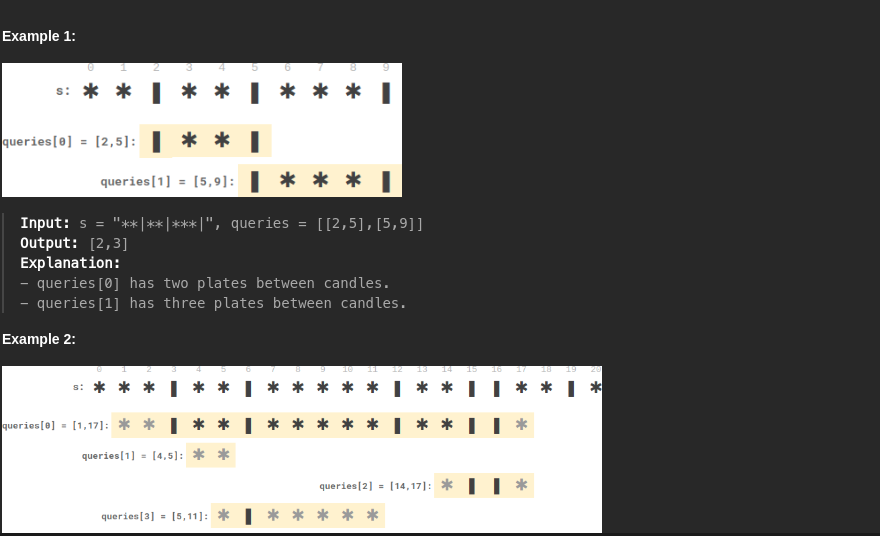 Example 1:
0 1 2 3 4 5 6 7 8 9
s: * * | * * | * * * |
queries[0] = [2,5]: | * * |
queries[1] = [5,9]: | * * * |
Input: s = "**|**|***|", queries = [[2,5],[5,9]]
Output: [2,3]
Explanation:
- queries[0] has two plates between candles.
- queries[1] has three plates between candles.
Example 2:
0 1 2 3 4 5 6 7 8 9 10 11 12 13 14 15 16 17 18 19 20
s: * * * | * * | * * * * * | * * | | * * | *
queries[0] = [1,17]: * * | * * | * * * * * | * * | | *
queries[1] = [4,5]: * *
queries[2] = [14,17]: * | | *
queries[3] = [5,11]: * | * * * * *